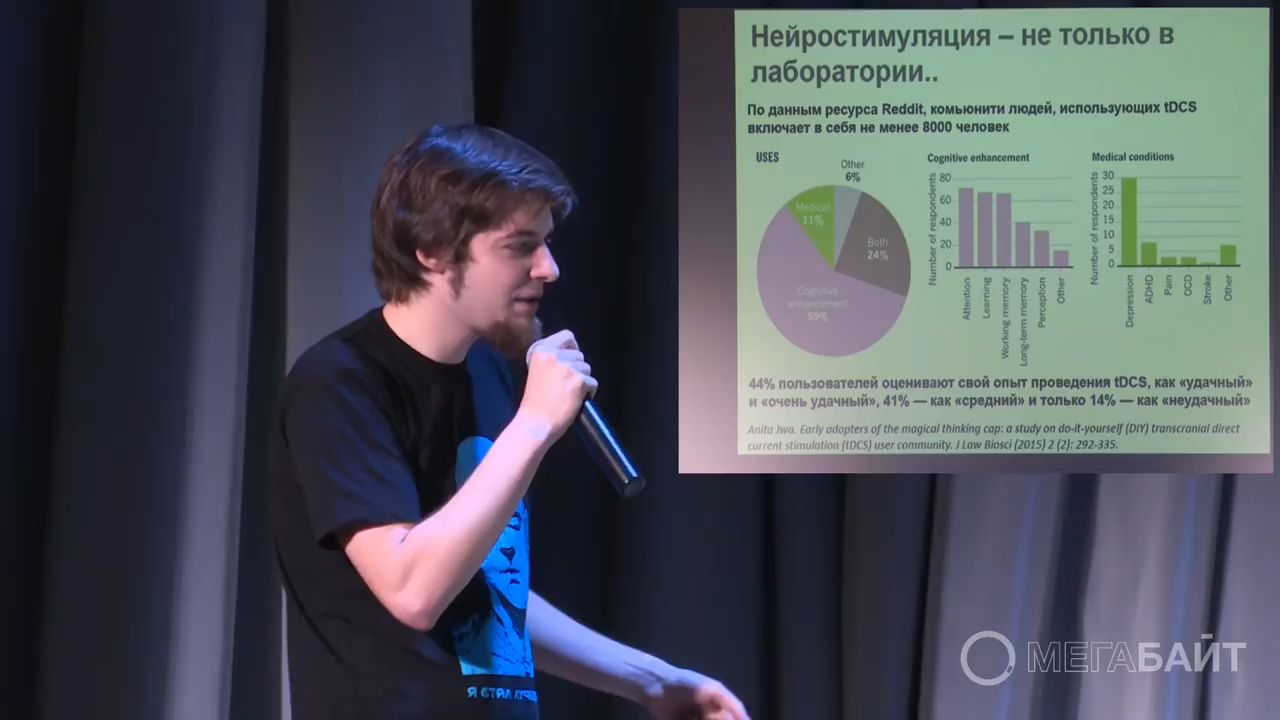 Нейростимуляция – не только в
лаборатории..
По данным ресурса Reddit, комьюнити людей, использующих tDCS
включает в себя не менее 8000 человек
USES
Other
6%
Medical
11%
Both
24%
Cognitive
enhancement
59%
Cognitive enhancement
Number of respondents
80
60
40
20
0
Attention
Learning
Working memory
Long-term memory
Perception
Other
Medical conditions
Number of respondents
30
25
20
15
10
5
0
Depression
ADHD
Pain
OCD
Stroke
Other
44% пользователей оценивают свой опыт проведения tDCS, как «удачный»
и «очень удачный», 41% — как «средний» и только 14% — как «неудачный»
Anita Jwa. Early adopters of the magical thinking cap: a study on do-it-yourself (DIY) transcranial direct
current stimulation (tDCS) user community. J Law Biosci (2015) 2 (2): 292-335.
Я
МЕГАБАЙТ